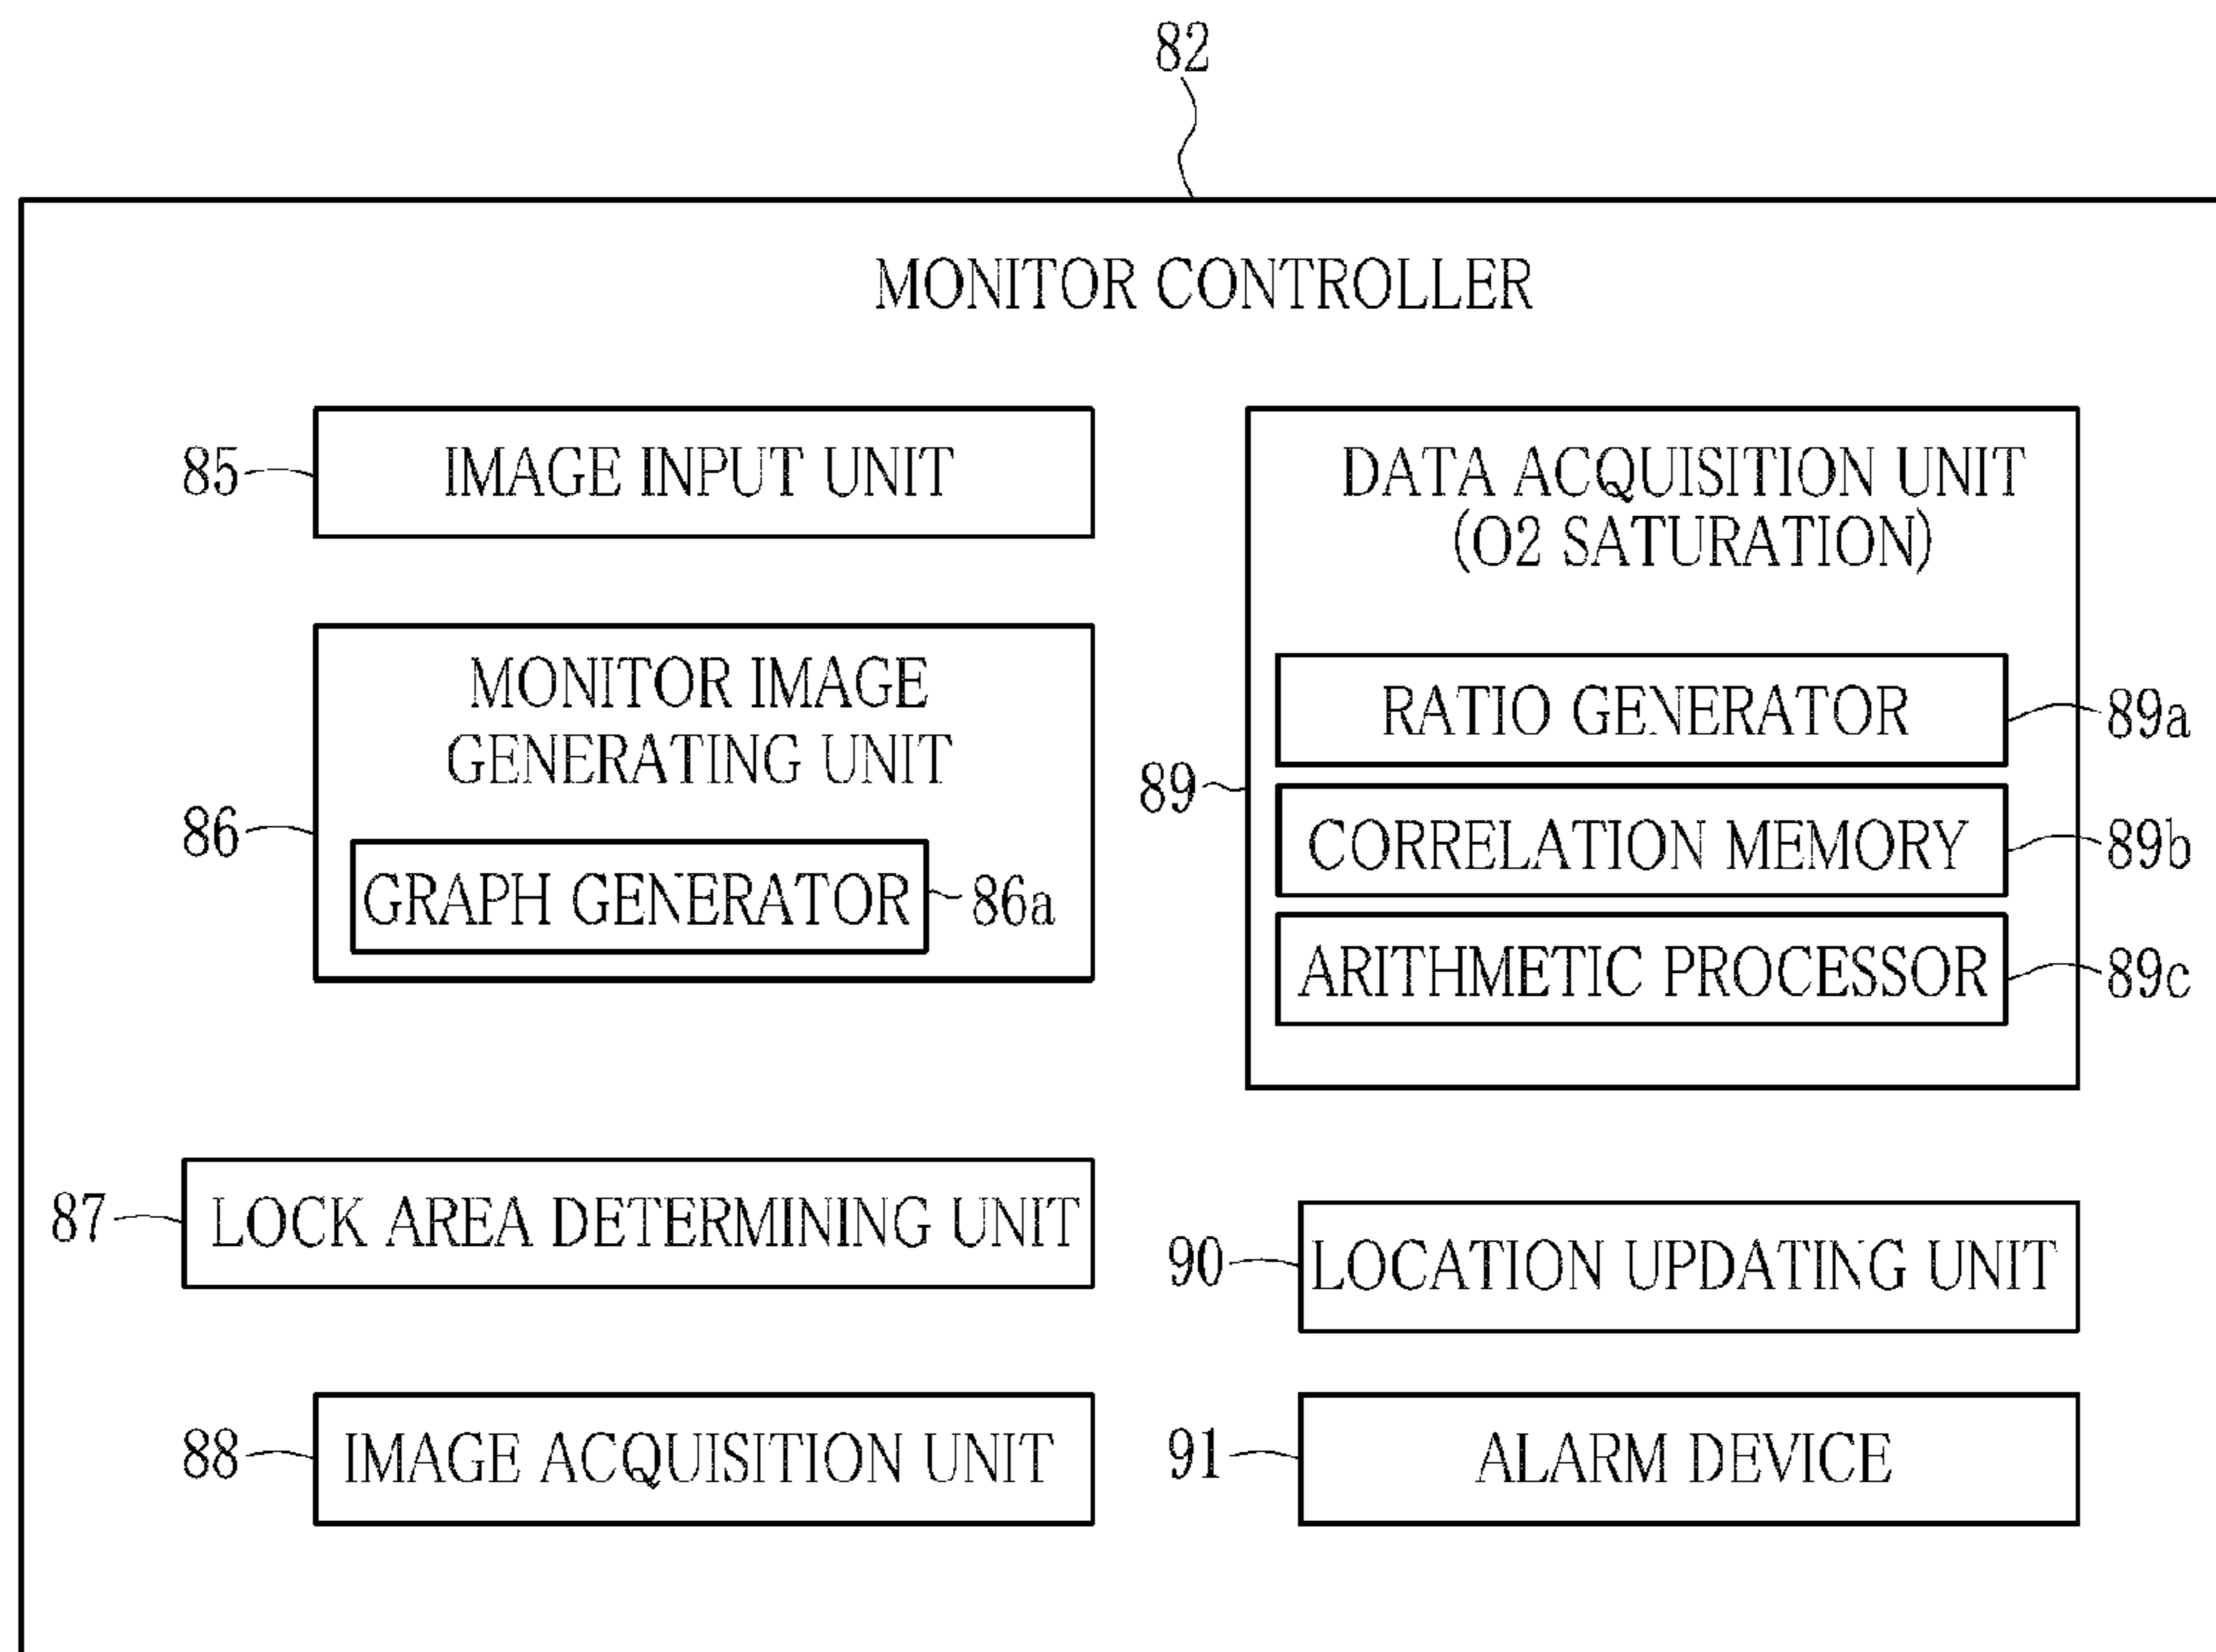 82
MONITOR CONTROLLER
85
IMAGE INPUT UNIT
86
MONITOR IMAGE
GENERATING UNIT
GRAPH GENERATOR
86a
87
LOCK AREA DETERMINING UNIT
88
IMAGE ACQUISITION UNIT
DATA ACQUISITION UNIT
(O2 SATURATION)
89
RATIO GENERATOR
89a
CORRELATION MEMORY
89b
ARITHMETIC PROCESSOR
89c
90
LOCATION UPDATING UNIT
91
ALARM DEVICE